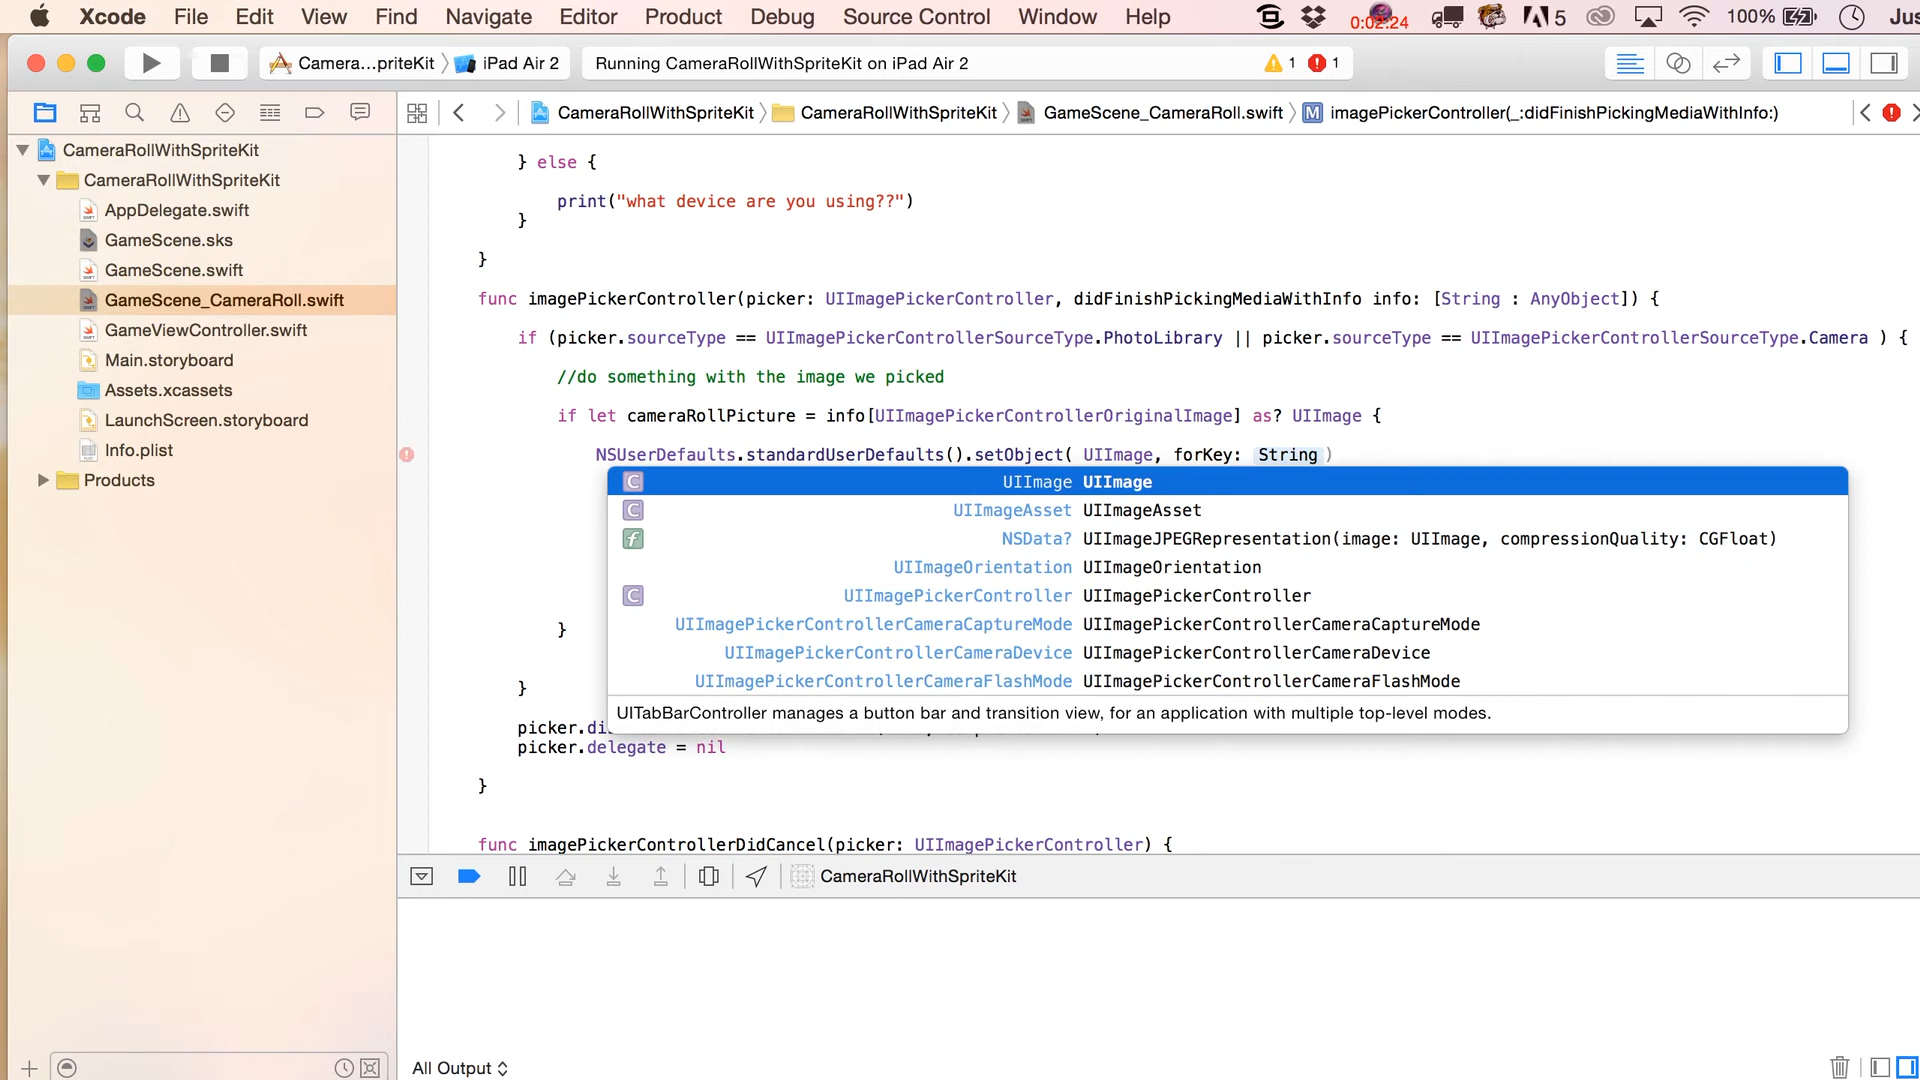 Xcode File Edit View Find Navigate Editor Product Debug Source Control Window Help 0:02:24 5 100% Jus
Camera...priteKit iPad Air 2 Running CameraRollWithSpriteKit on iPad Air 2 1 1
CameraRollWithSpriteKit CameraRollWithSpriteKit GameScene_CameraRoll.swift M imagePickerController(_:didFinishPickingMediaWithInfo:)
CameraRollWithSpriteKit
CameraRollWithSpriteKit
AppDelegate.swift
GameScene.sks
GameScene.swift
GameScene_CameraRoll.swift
GameViewController.swift
Main.storyboard
Assets.xcassets
LaunchScreen.storyboard
Info.plist
Products
} else {
print("what device are you using??")
}
}
func imagePickerController(picker: UIImagePickerController, didFinishPickingMediaWithInfo info: [String : AnyObject]) {
if (picker.sourceType == UIImagePickerControllerSourceType.PhotoLibrary || picker.sourceType == UIImagePickerControllerSourceType.Camera ) {
//do something with the image we picked
if let cameraRollPicture = info[UIImagePickerControllerOriginalImage] as? UIImage {
NSUserDefaults.standardUserDefaults().setObject( UIImage, forKey: String )
C UIImage UIImage
C UIImageAsset UIImageAsset
f NSData? UIImageJPEGRepresentation(image: UIImage, compressionQuality: CGFloat)
UIImageOrientation UIImageOrientation
C UIImagePickerController UIImagePickerController
UIImagePickerControllerCameraCaptureMode UIImagePickerControllerCameraCaptureMode
UIImagePickerControllerCameraDevice UIImagePickerControllerCameraDevice
UIImagePickerControllerCameraFlashMode UIImagePickerControllerCameraFlashMode
UITabBarController manages a button bar and transition view, for an application with multiple top-level modes.
}
}
picker.di
picker.delegate = nil
}
func imagePickerControllerDidCancel(picker: UIImagePickerController) {
CameraRollWithSpriteKit
All Output